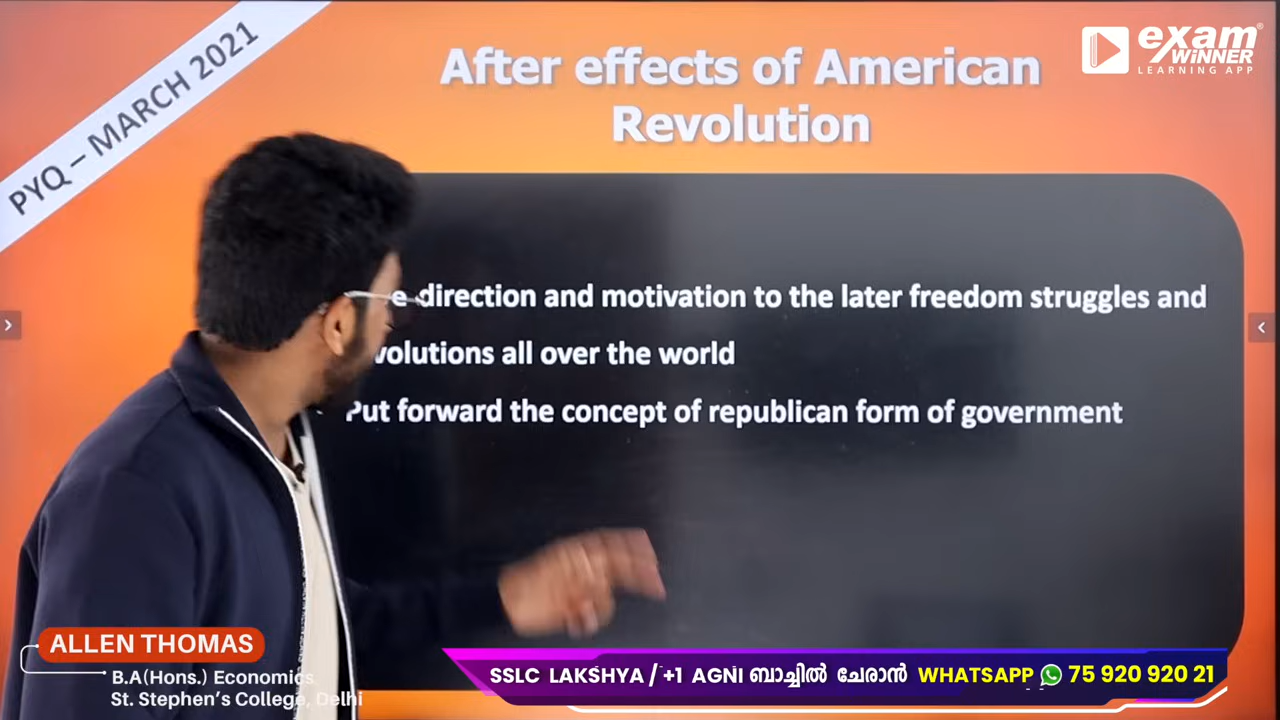 PYQ – MARCH 2021
After effects of American
Revolution
exam
WINNER
LEARNING APP
direction and motivation to the later freedom struggles and
volutions all over the world
Put forward the concept of republican form of government
ALLEN THOMAS
B.A(Hons.) Economics
St. Stephen’s College, Delhi
SSLC LAKSHYA / +1 AGNI ബാച്ചിൽ ചേരാൻ WHATSAPP 75 920 920 21